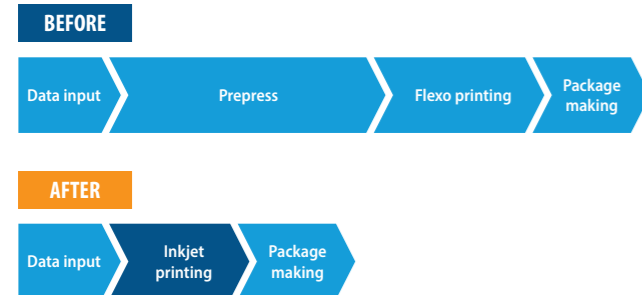 BEFORE
Data input
Prepress
Flexo printing
Package
making
AFTER
Data input
Inkjet
printing
Package
making